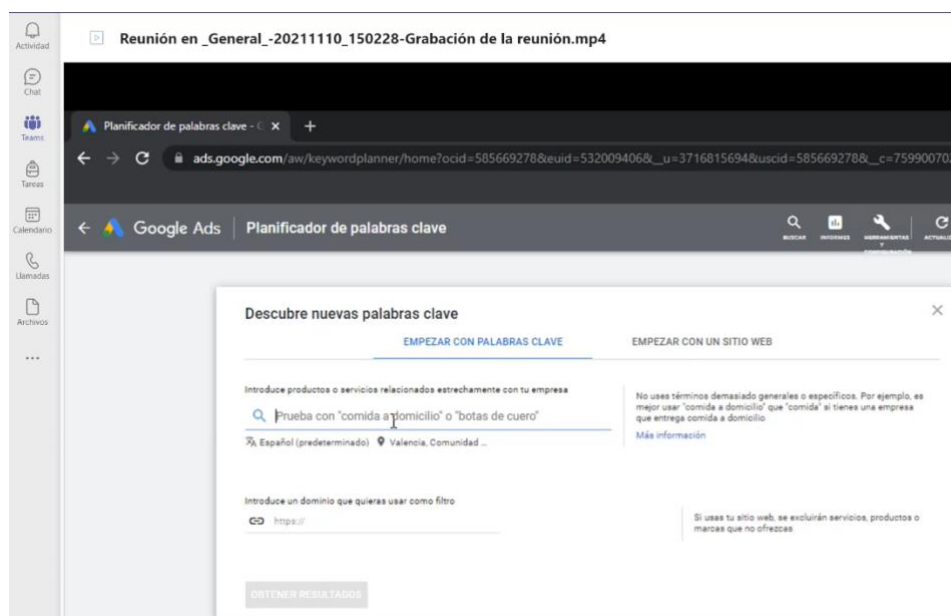 Actividad
Chat
Teams
Tareas
Calendario
Llamadas
Archivos
...
Reunión en _General_-20211110_150228-Grabación de la reunión.mp4
Planificador de palabras clave -
ads.google.com/aw/keywordplanner/home?ocid=585669278&euid=532009406&__u=3716815694&uscid=585669278&__c=75990070
Google Ads Planificador de palabras clave
BUSCAR INFORMES HERRAMIENTAS Y CONFIGURACIÓN
Descubre nuevas palabras clave
EMPEZAR CON PALABRAS CLAVE EMPEZAR CON UN SITIO WEB
Introduce productos o servicios relacionados estrechamente con tu empresa
Prueba con "comida a domicilio" o "botas de cuero"
Español (predeterminado) Valencia, Comunidad ...
No uses términos demasiado generales o específicos. Por ejemplo, es
mejor usar "comida a domicilio" que "comida" si tienes una empresa
que entrega comida a domicilio
Más información
Introduce un dominio que quieras usar como filtro
https://
Si usas tu sitio web, se excluirán servicios, productos o
marcas que no ofrezcas
OBTENER RESULTADOS